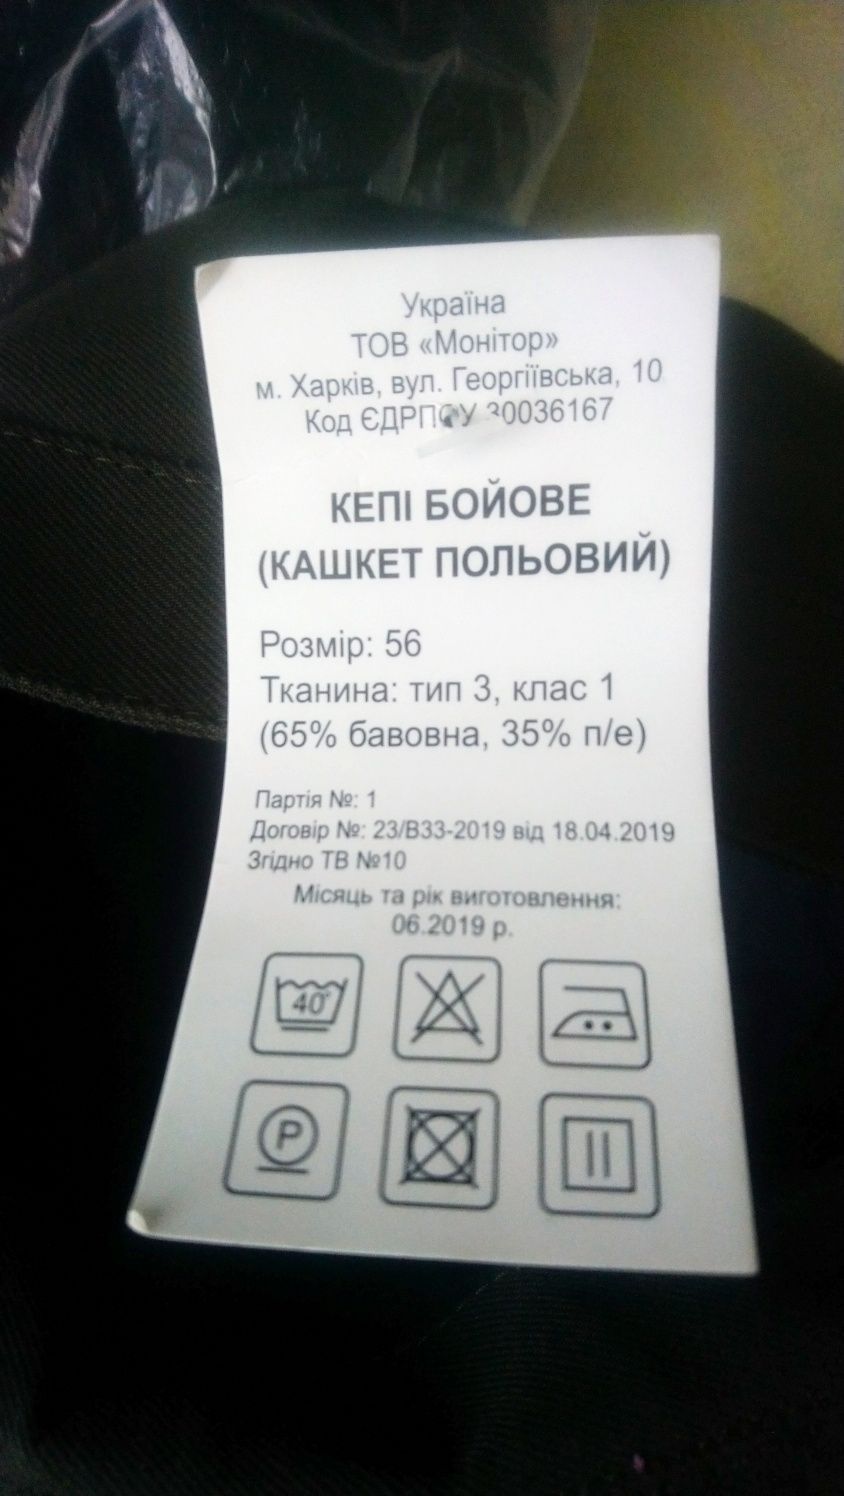 Україна
ТОВ «Монітор»
м. Харків, вул. Георгіївська, 10
Код ЄДРПОУ 30036167
КЕПІ БОЙОВЕ
(КАШКЕТ ПОЛЬОВИЙ)
Розмір: 56
Тканина: тип 3, клас 1
(65% бавовна, 35% п/е)
Партія №: 1
Договір №: 23/В33-2019 від 18.04.2019
Згідно ТВ №10
Місяць та рік виготовлення:
06.2019 р.
40°
P